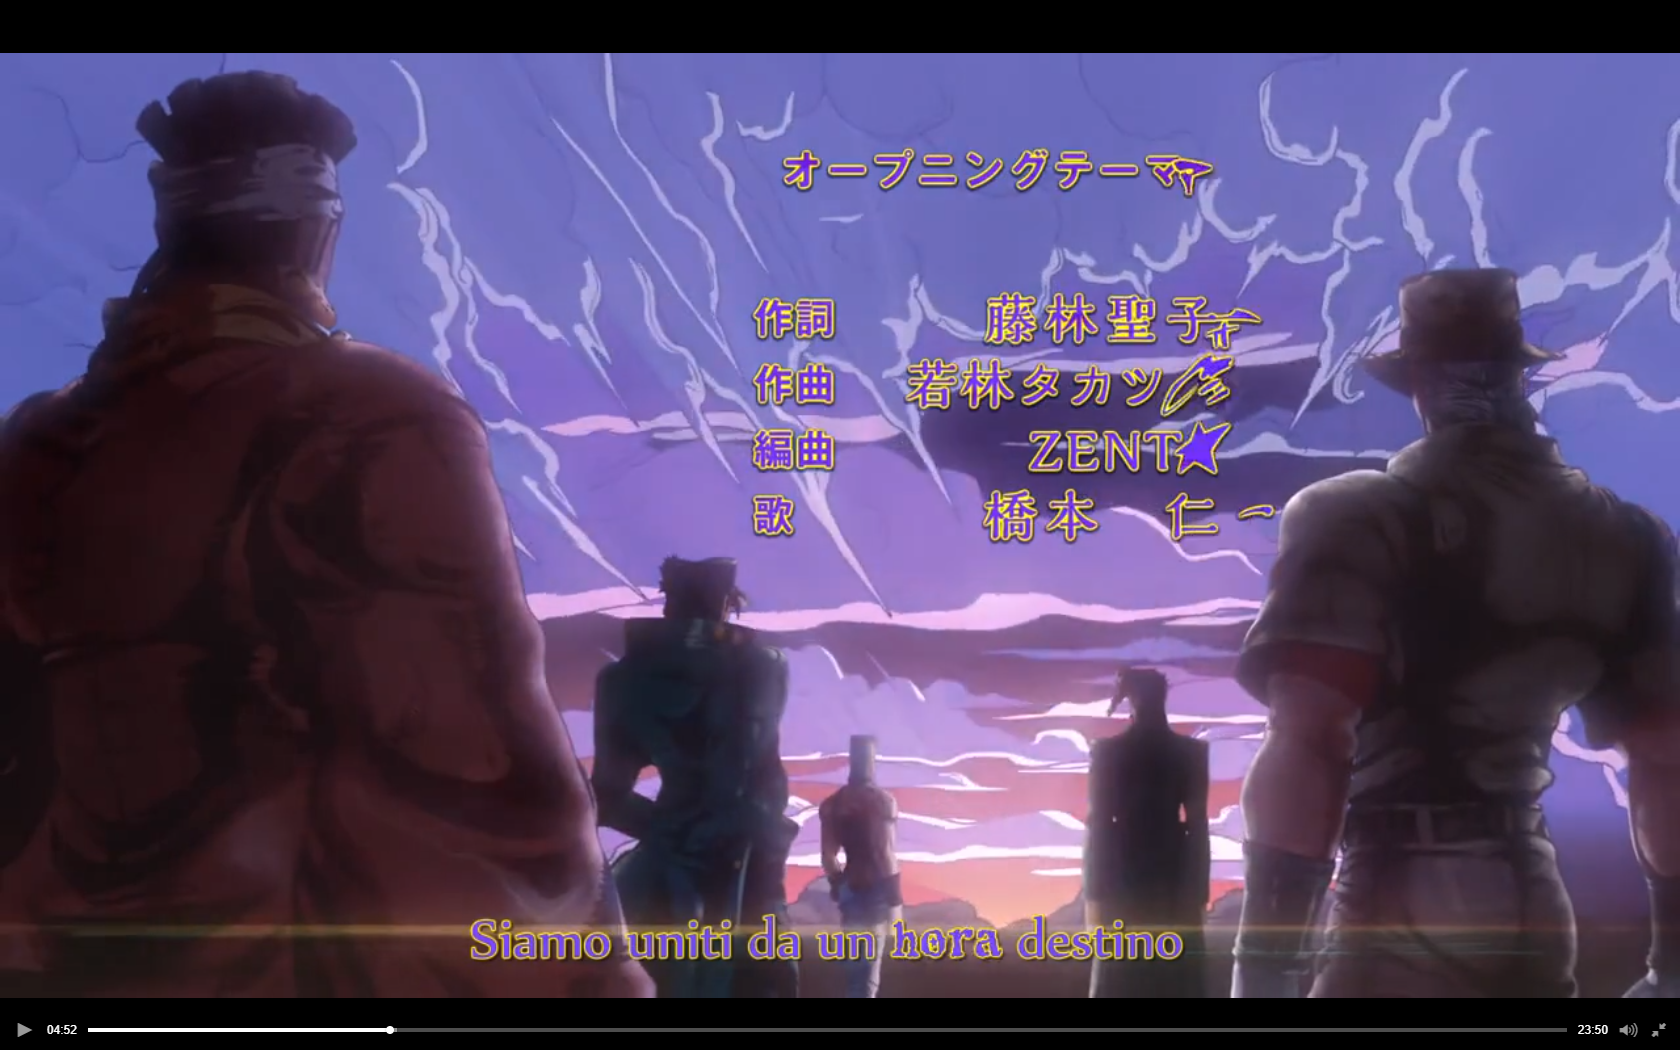 オープニングテーマ
作詞 藤林聖子
作曲 若林タカツグ
編曲 ZENTA
歌 橋本 仁
Siamo uniti da un hora destino
04:52 23:50